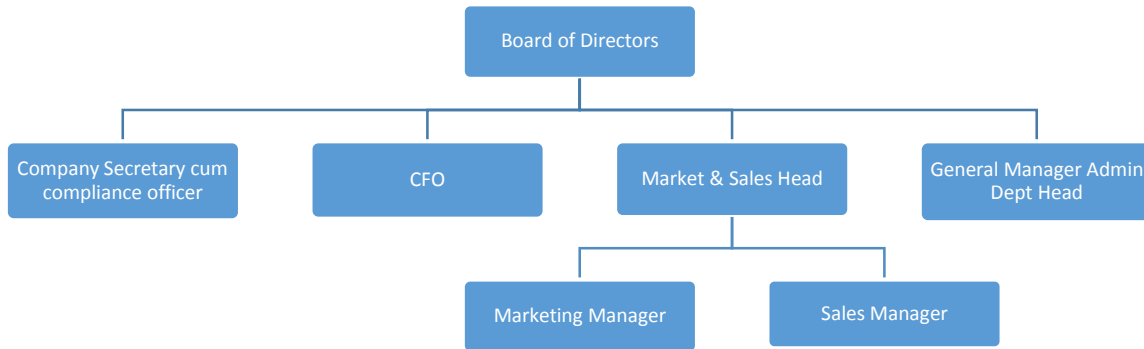 Board of Directors
Company Secretary cum
compliance officer
CFO
Market & Sales Head
General Manager Admin
Dept Head
Marketing Manager
Sales Manager